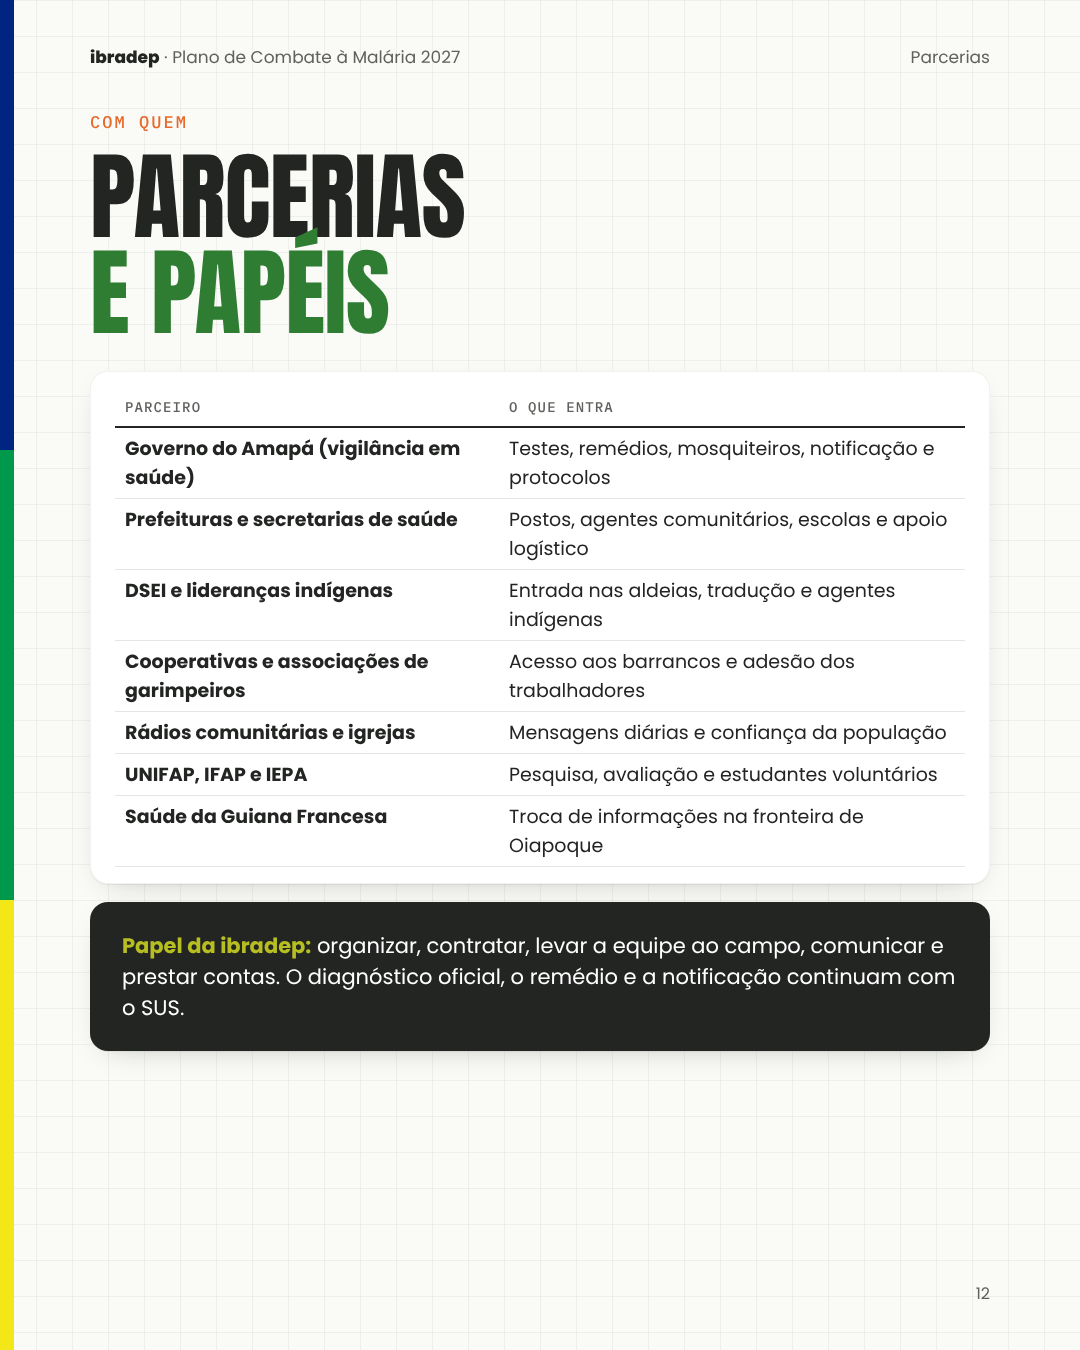 ibradep · Plano de Combate à Malária 2027
Parcerias
COM QUEM
PARCERIAS
E PAPÉIS
PARCEIRO
O QUE ENTRA
Governo do Amapá (vigilância em
saúde)
Testes, remédios, mosquiteiros, notificação e
protocolos
Prefeituras e secretarias de saúde
Postos, agentes comunitários, escolas e apoio
logístico
DSEI e lideranças indígenas
Entrada nas aldeias, tradução e agentes
indígenas
Cooperativas e associações de
garimpeiros
Acesso aos barrancos e adesão dos
trabalhadores
Rádios comunitárias e igrejas
Mensagens diárias e confiança da população
UNIFAP, IFAP e IEPA
Pesquisa, avaliação e estudantes voluntários
Saúde da Guiana Francesa
Troca de informações na fronteira de
Oiapoque
Papel da ibradep: organizar, contratar, levar a equipe ao campo, comunicar e
prestar contas. O diagnóstico oficial, o remédio e a notificação continuam com
o SUS.
12